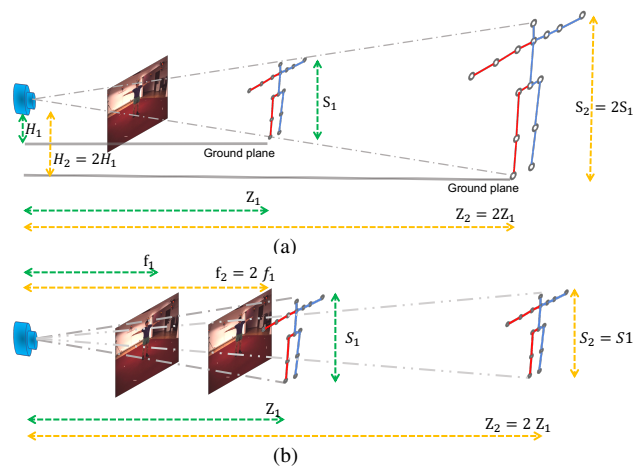 H₁
S₁
S₂ = 2S₁
H₂ = 2H₁
Ground plane
Ground plane
Z₁
Z₂ = 2Z₁
(a)
f₁
f₂ = 2 f₁
S₁
S₂ = S1
Z₁
Z₂ = 2 Z₁
(b)